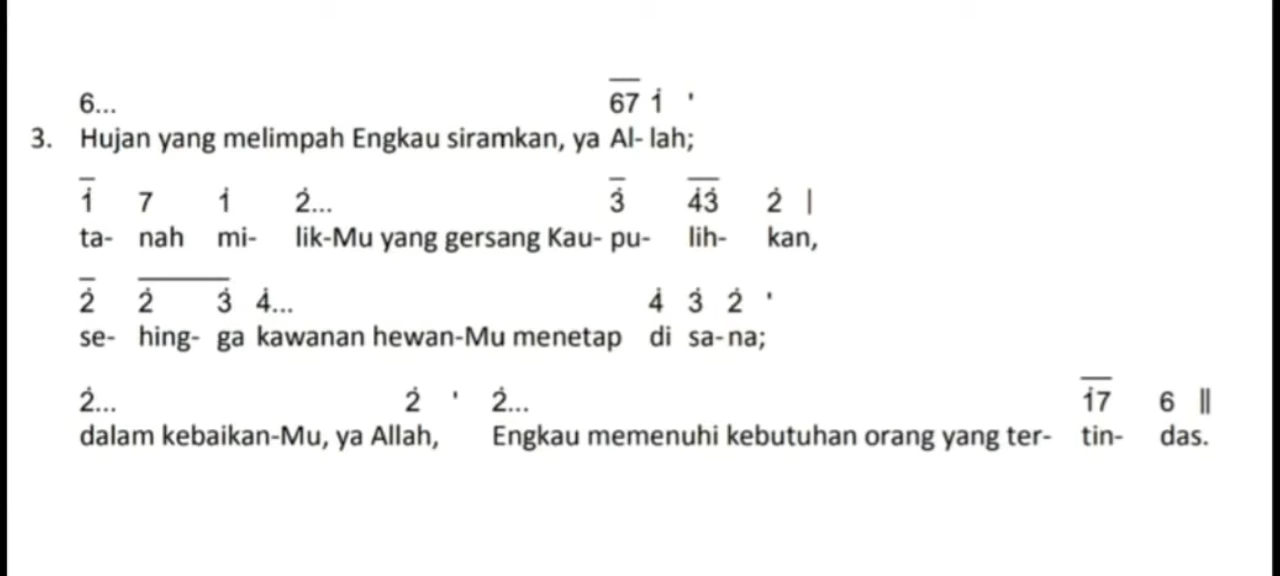 6... 67 1̇ '
3. Hujan yang melimpah Engkau siramkan, ya Al- lah;
1̇ 7 1̇ 2̇... 3̇ 4̇3̇ 2̇ |
ta- nah mi- lik-Mu yang gersang Kau- pu- lih- kan,
2̇ 2̇ 3̇ 4̇... 4̇ 3̇ 2̇ '
se- hing- ga kawanan hewan-Mu menetap di sa-na;
2̇... 2̇ ' 2̇... 1̇7 6 ||
dalam kebaikan-Mu, ya Allah, Engkau memenuhi kebutuhan orang yang ter- tin- das.